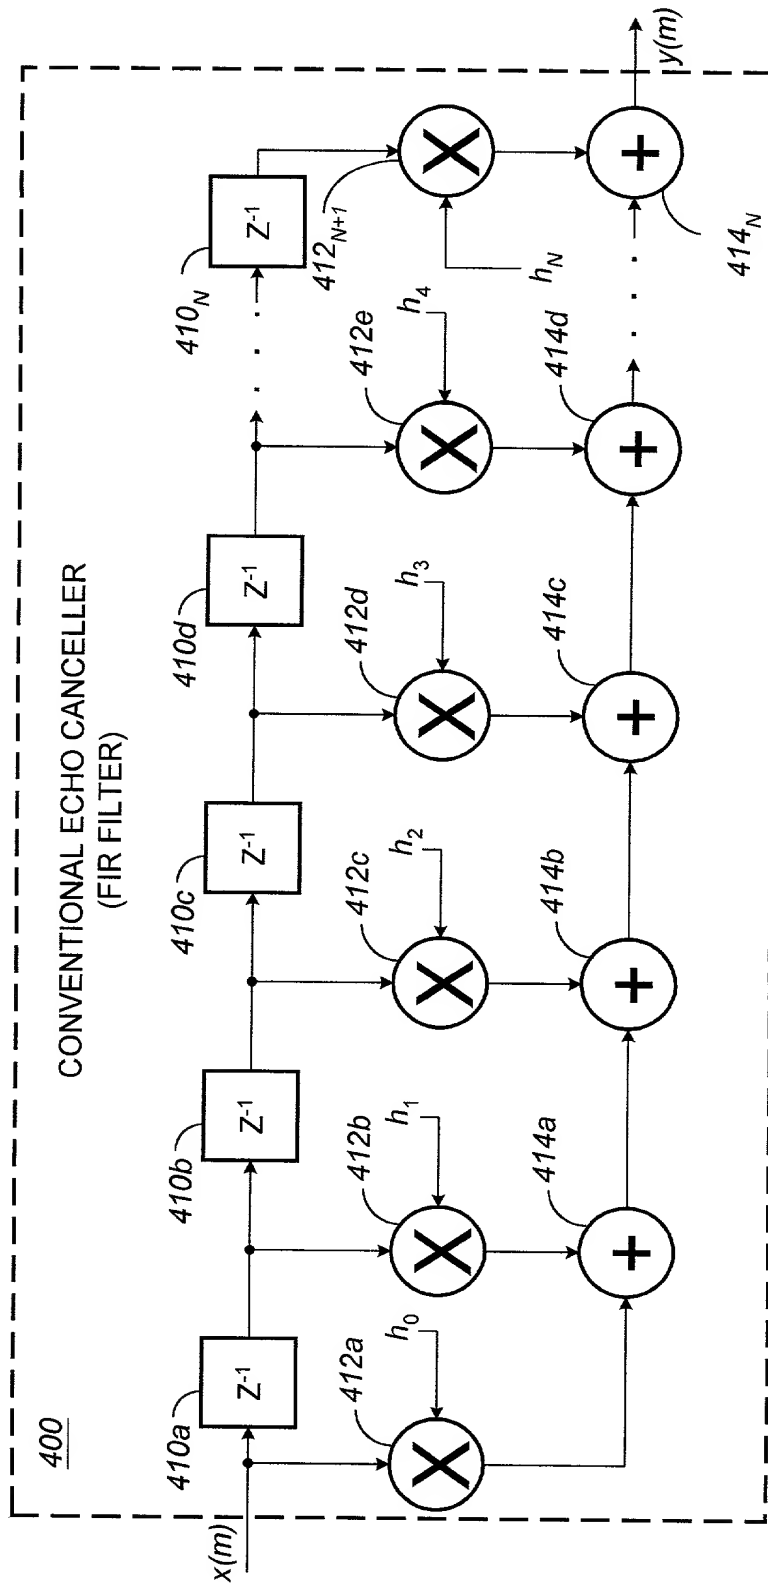 400
CONVENTIONAL ECHO CANCELLER
(FIR FILTER)
x(m)
410a
410b
410c
410d
410N
Z-1
Z-1
Z-1
Z-1
Z-1
412a
412b
412c
412d
412e
412N+1
h0
h1
h2
h3
h4
hN
X
X
X
X
X
X
414a
414b
414c
414d
414N
+
+
+
+
+
y(m)